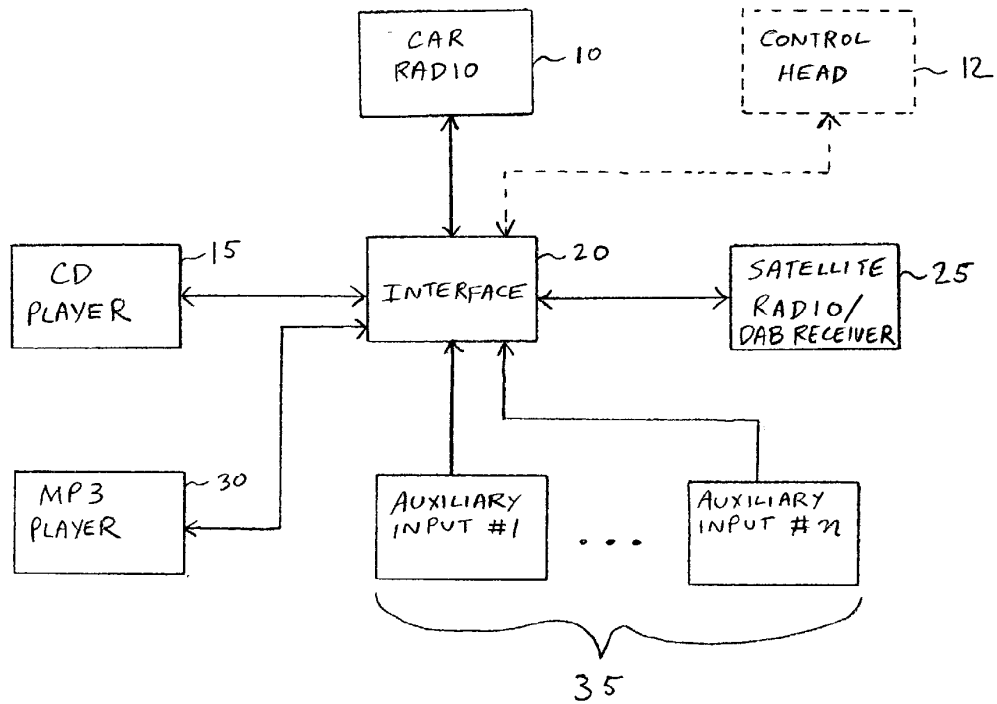 CAR
RADIO
10
CONTROL
HEAD
12
CD
PLAYER
15
INTERFACE
20
SATELLITE
RADIO/
DAB RECEIVER
25
MP3
PLAYER
30
AUXILIARY
INPUT #1
...
AUXILIARY
INPUT #n
35